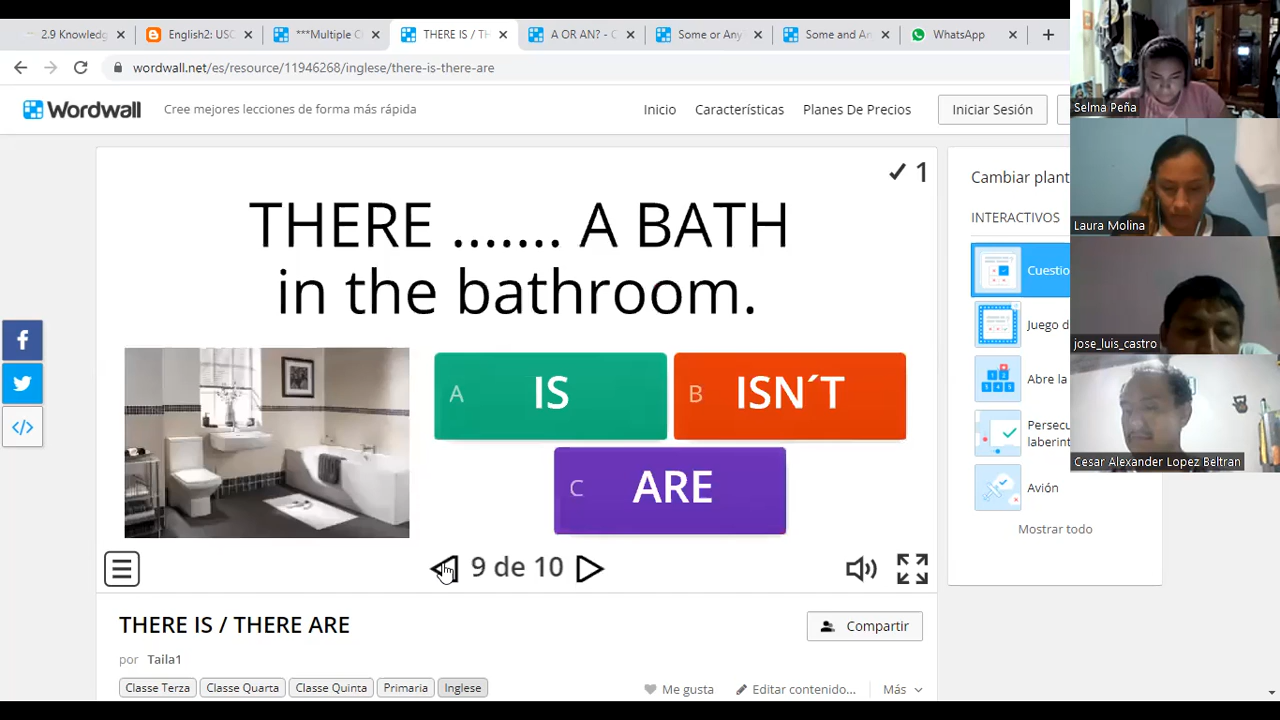 2.9 Knowledg
English2: USC
***Multiple C
THERE IS / TH
A OR AN? - C
Some or Any
Some and An
WhatsApp
wordwall.net/es/resource/11946268/inglese/there-is-there-are
Wordwall
Cree mejores lecciones de forma más rápida
Inicio
Características
Planes De Precios
Iniciar Sesión
✓ 1
THERE ....... A BATH
in the bathroom.
A IS
B ISN´T
C ARE
9 de 10
Cambiar plant
INTERACTIVOS
Cuestio
Juego d
Abre la
Persecu
laberint
Avión
Mostrar todo
THERE IS / THERE ARE
Compartir
por Taila1
Classe Terza
Classe Quarta
Classe Quinta
Primaria
Inglese
Me gusta
Editar contenido...
Más
Selma Peña
Laura Molina
jose_luis_castro
Cesar Alexander Lopez Beltran